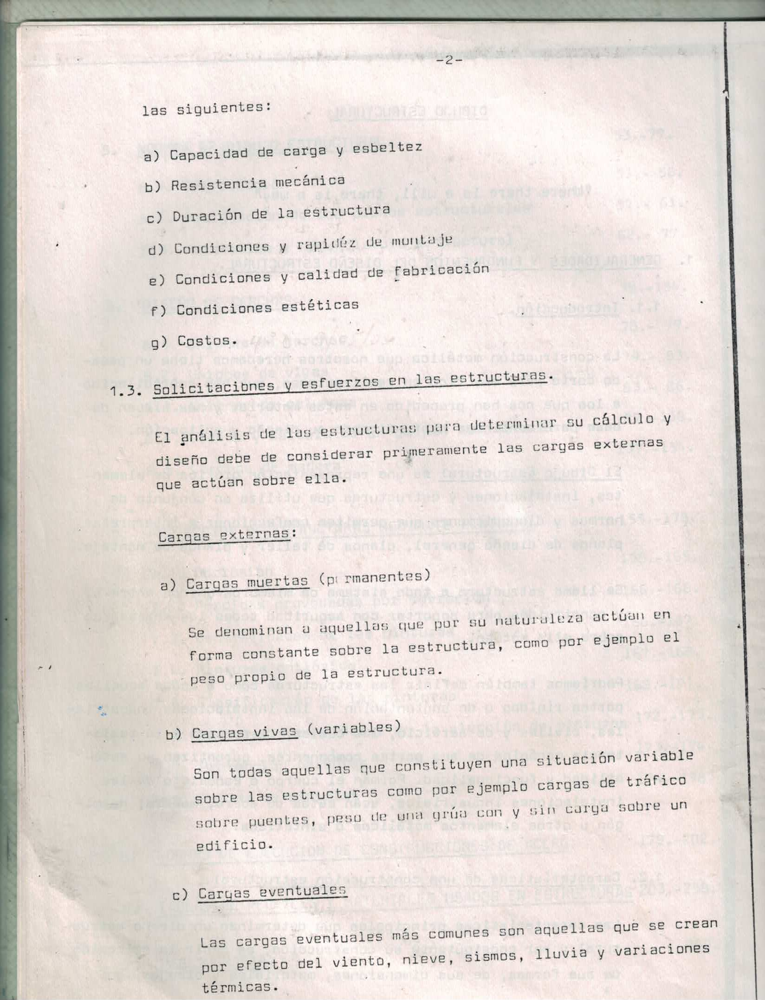 -2-
las siguientes:
a) Capacidad de carga y esbeltez
b) Resistencia mecánica
c) Duración de la estructura
d) Condiciones y rapidéz de montaje
e) Condiciones y calidad de fabricación
f) Condiciones estéticas
g) Costos.
1.3. Solicitaciones y esfuerzos en las estructuras.
El análisis de las estructuras para determinar su cálculo y
diseño debe de considerar primeramente las cargas externas
que actúan sobre ella.
Cargas externas:
a) Cargas muertas (permanentes)
Se denominan a aquellas que por su naturaleza actúan en
forma constante sobre la estructura, como por ejemplo el
peso propio de la estructura.
b) Cargas vivas (variables)
Son todas aquellas que constituyen una situación variable
sobre las estructuras como por ejemplo cargas de tráfico
sobre puentes, peso de una grúa con y sin carga sobre un
edificio.
c) Cargas eventuales
Las cargas eventuales más comunes son aquellas que se crean
por efecto del viento, nieve, sismos, lluvia y variaciones
térmicas.